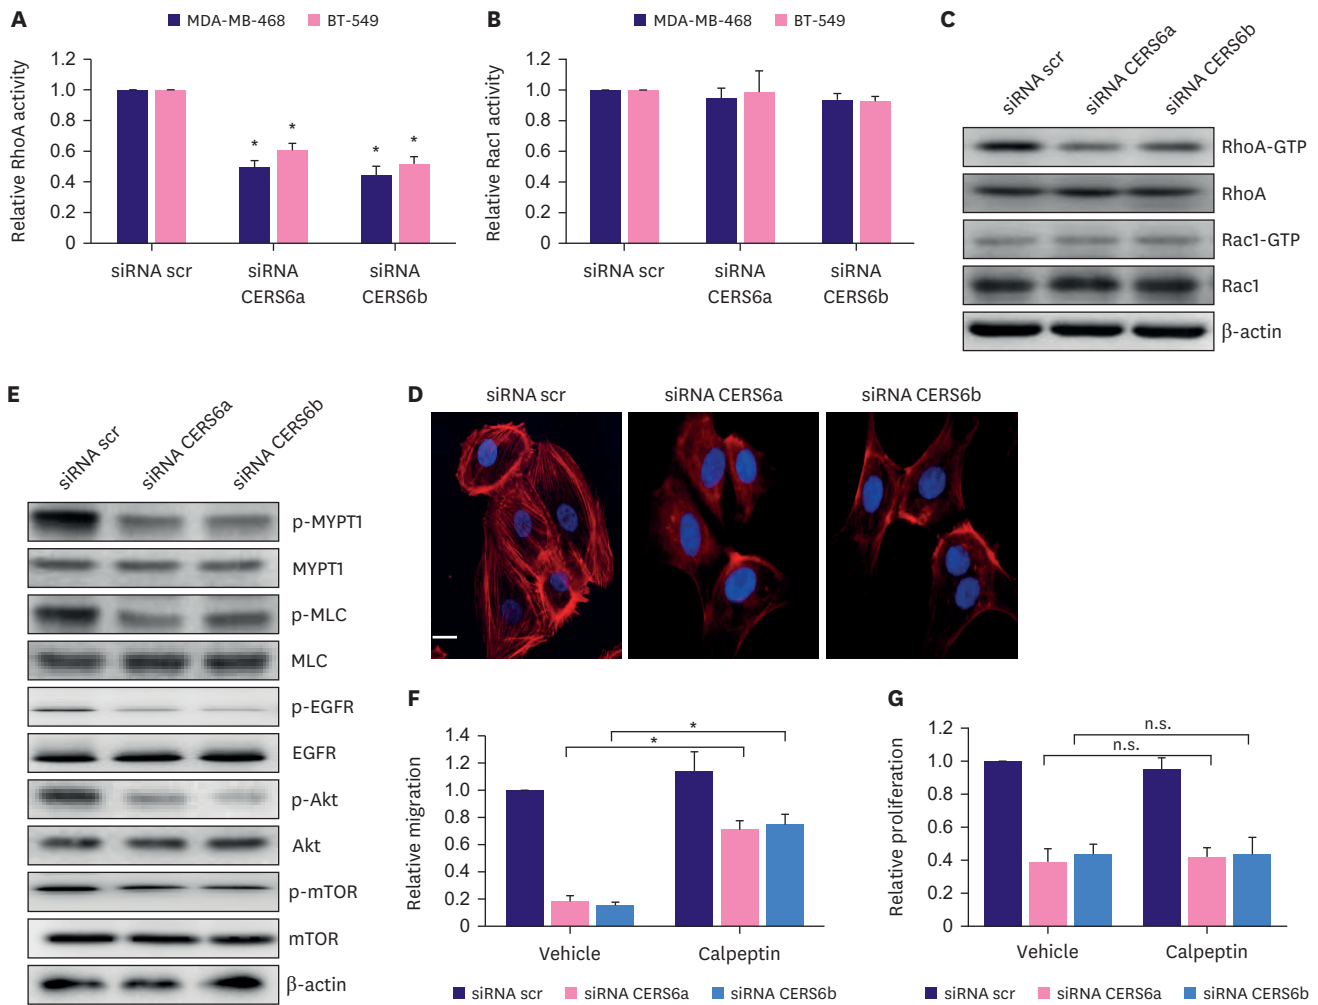 A
MDA-MB-468 BT-549
Relative RhoA activity
1.2
1.0
0.8
0.6
0.4
0.2
0
* * * *
siRNA scr siRNA siRNA
CERS6a CERS6b
B
MDA-MB-468 BT-549
Relative Rac1 activity
1.2
1.0
0.8
0.6
0.4
0.2
0
siRNA scr siRNA siRNA
CERS6a CERS6b
C
siRNA scr
siRNA CERS6a
siRNA CERS6b
RhoA-GTP
RhoA
Rac1-GTP
Rac1
β-actin
E
siRNA scr
siRNA CERS6a
siRNA CERS6b
p-MYPT1
MYPT1
p-MLC
MLC
p-EGFR
EGFR
p-Akt
Akt
p-mTOR
mTOR
β-actin
D
siRNA scr siRNA CERS6a siRNA CERS6b
F
Relative migration
1.4
1.2
1.0
0.8
0.6
0.4
0.2
0
*
*
Vehicle Calpeptin
siRNA scr siRNA CERS6a siRNA CERS6b
G
Relative proliferation
1.2
1.0
0.8
0.6
0.4
0.2
0
n.s.
n.s.
Vehicle Calpeptin
siRNA scr siRNA CERS6a siRNA CERS6b